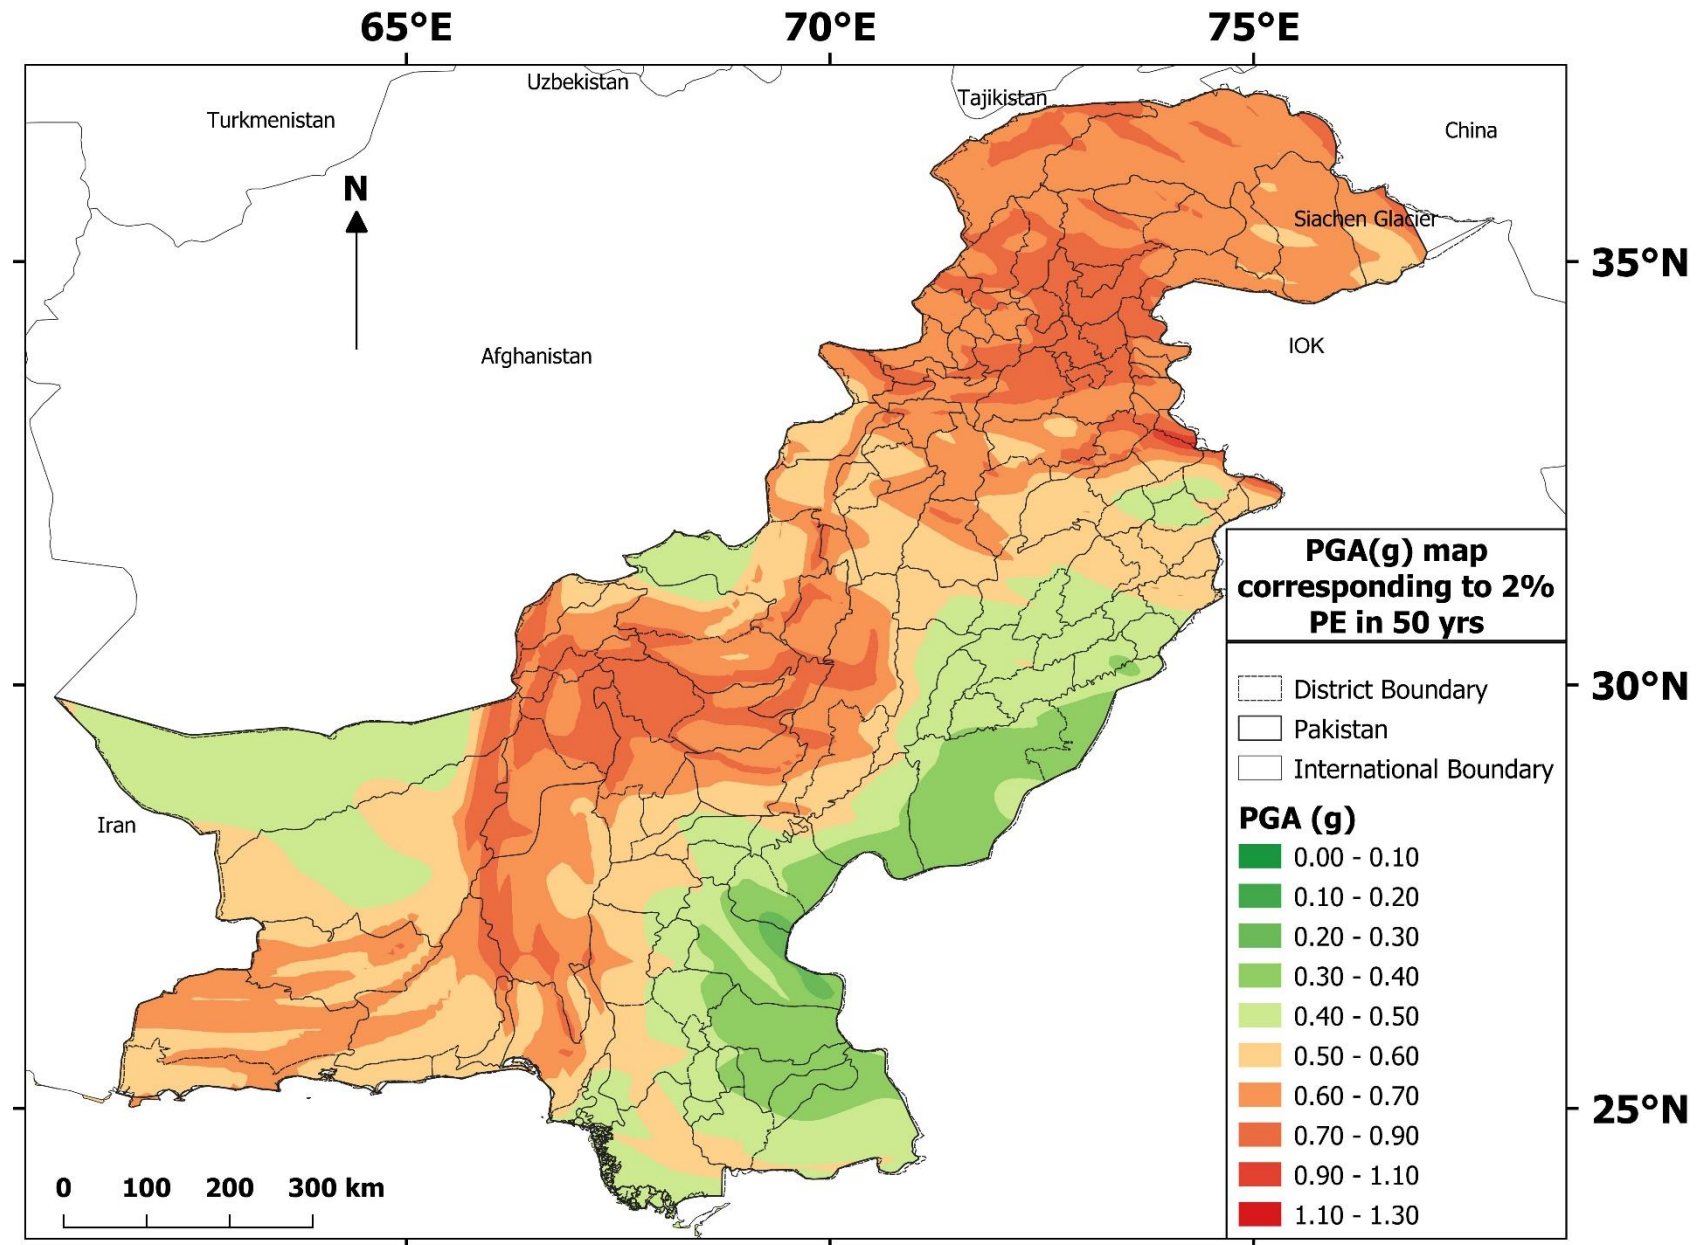 65°E
70°E
75°E
Uzbekistan
Tajikistan
Turkmenistan
China
N
Siachen Glacier
35°N
IOK
Afghanistan
PGA(g) map
corresponding to 2%
PE in 50 yrs
30°N
District Boundary
Pakistan
International Boundary
Iran
PGA (g)
0.00 - 0.10
0.10 - 0.20
0.20 - 0.30
0.30 - 0.40
0.40 - 0.50
0.50 - 0.60
0.60 - 0.70
0.70 - 0.90
0.90 - 1.10
1.10 - 1.30
25°N
0 100 200 300 km